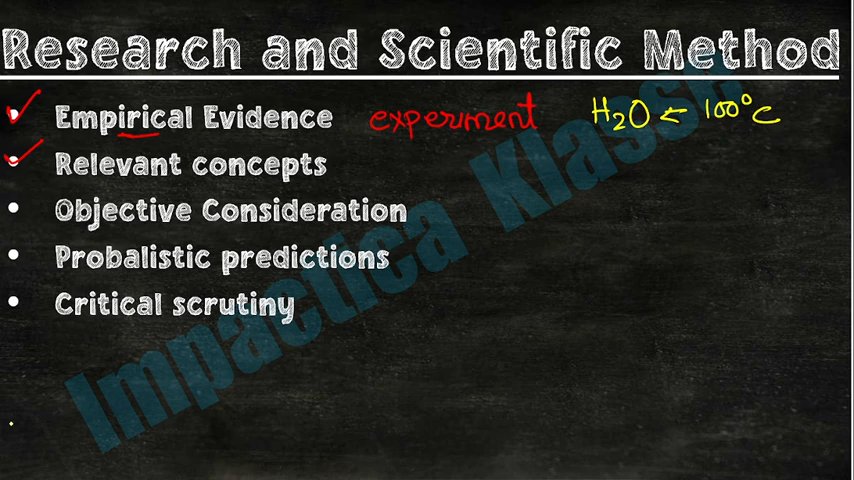 Research and Scientific Method
Empirical Evidence experiment H2O ← 100°C
Relevant concepts
Objective Consideration
Probalistic predictions
Critical scrutiny
Impactica Klasse